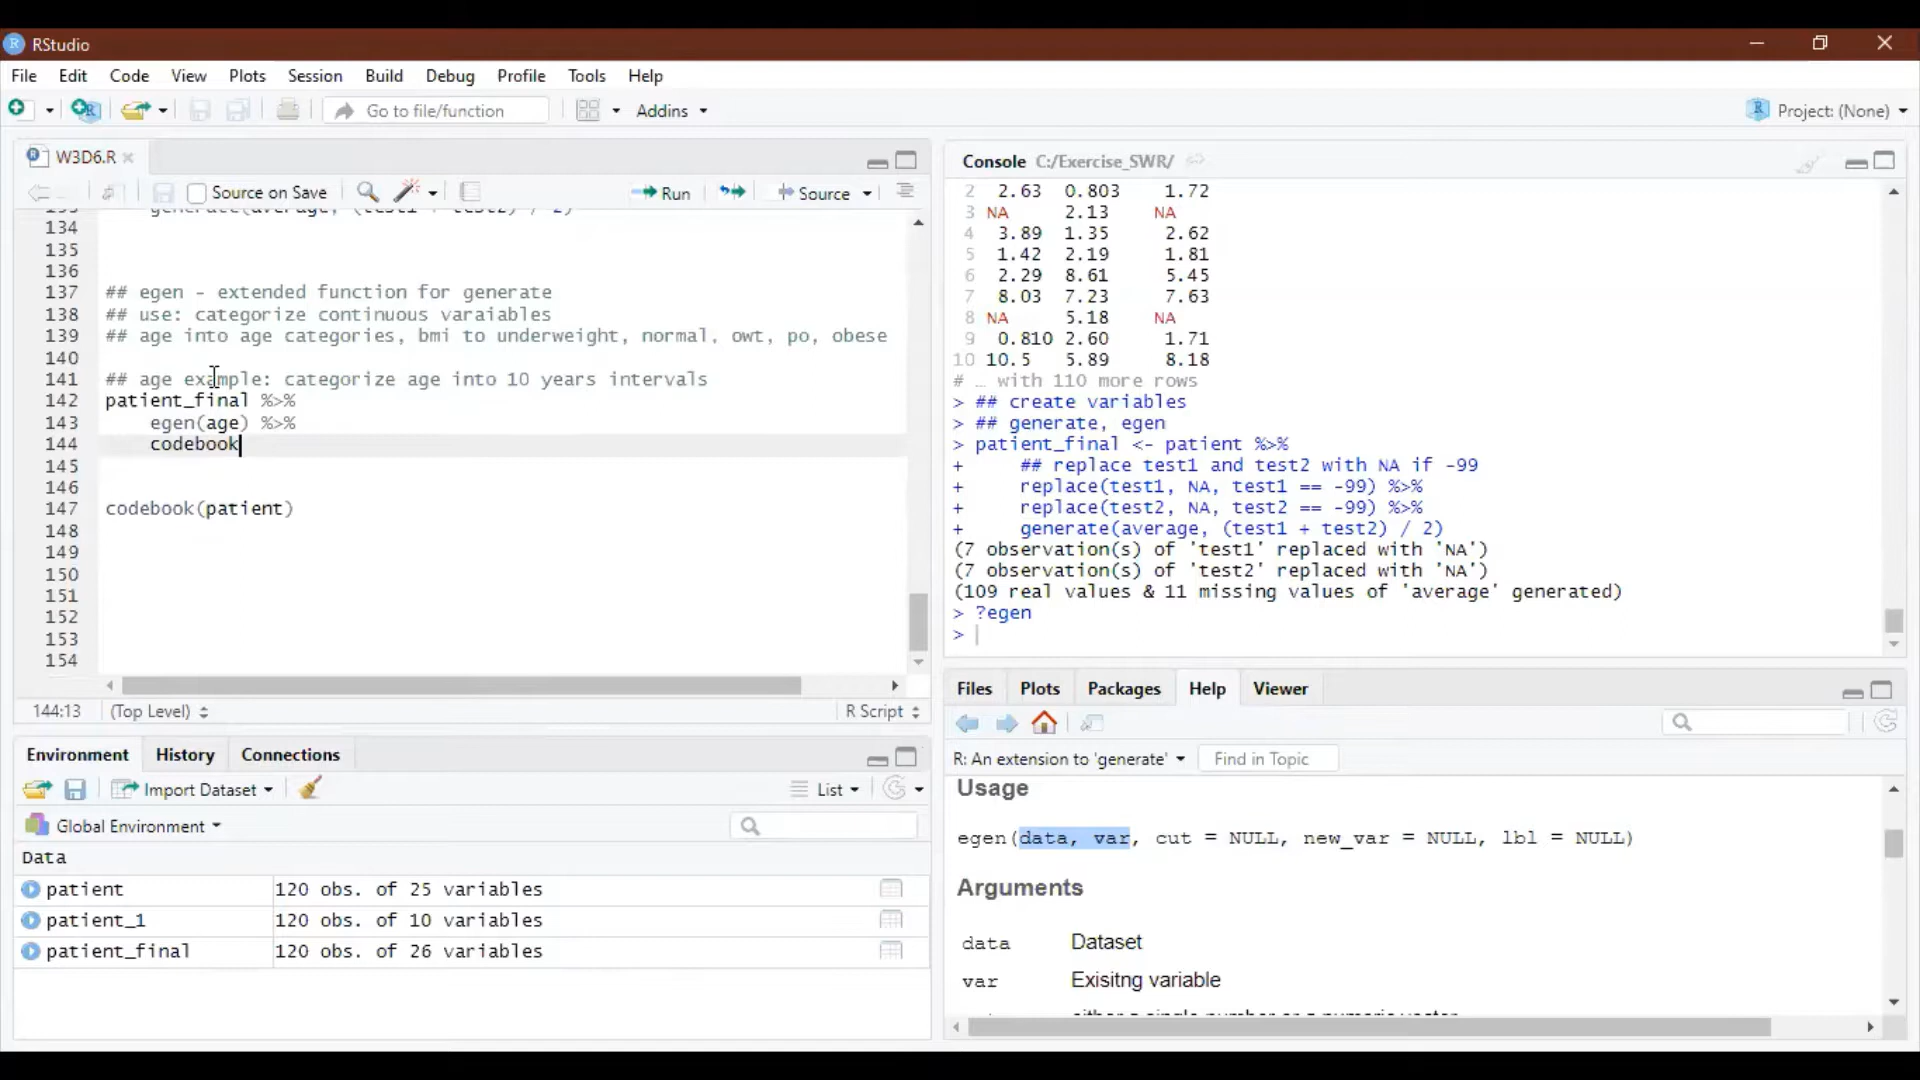 RStudio
File Edit Code View Plots Session Build Debug Profile Tools Help
Go to file/function Addins Project: (None)
W3D6.R
Source on Save Run Source
generate(average, (test1 + test2) / 2)
134
135
136
137 ## egen - extended function for generate
138 ## use: categorize continuous varaiables
139 ## age into age categories, bmi to underweight, normal, owt, po, obese
140
141 ## age example: categorize age into 10 years intervals
142 patient_final %>%
143 egen(age) %>%
144 codebook
145
146
147 codebook(patient)
148
149
150
151
152
153
154
144:13 (Top Level) R Script
Environment History Connections
Import Dataset List
Global Environment
Data
patient 120 obs. of 25 variables
patient_1 120 obs. of 10 variables
patient_final 120 obs. of 26 variables
Console C:/Exercise_SWR/
2 2.63 0.803 1.72
3 NA 2.13 NA
4 3.89 1.35 2.62
5 1.42 2.19 1.81
6 2.29 8.61 5.45
7 8.03 7.23 7.63
8 NA 5.18 NA
9 0.810 2.60 1.71
10 10.5 5.89 8.18
# … with 110 more rows
> ## create variables
> ## generate, egen
> patient_final <- patient %>%
+ ## replace test1 and test2 with NA if -99
+ replace(test1, NA, test1 == -99) %>%
+ replace(test2, NA, test2 == -99) %>%
+ generate(average, (test1 + test2) / 2)
(7 observation(s) of 'test1' replaced with 'NA')
(7 observation(s) of 'test2' replaced with 'NA')
(109 real values & 11 missing values of 'average' generated)
> ?egen
>
Files Plots Packages Help Viewer
R: An extension to 'generate' Find in Topic
Usage
egen(data, var, cut = NULL, new_var = NULL, lbl = NULL)
Arguments
data Dataset
var Exisitng variable
either a single number or a numeric vector